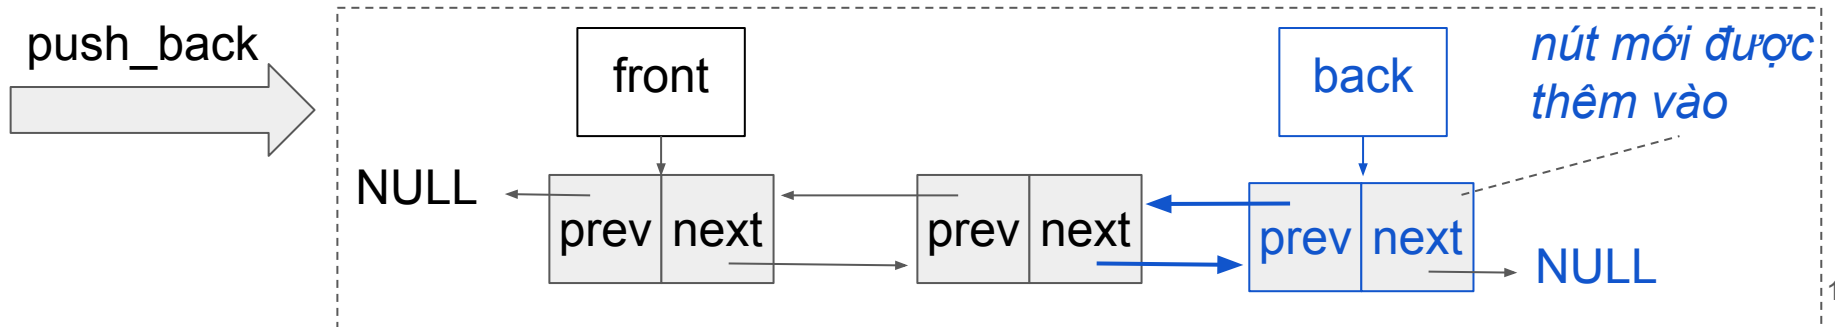 push_back
front
back
nút mới được
thêm vào
NULL
prev next
prev next
prev next
NULL
1